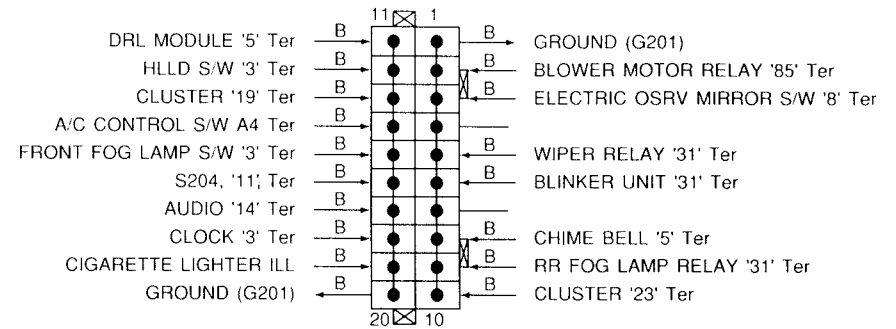 11 1
DRL MODULE '5' Ter B B GROUND (G201)
HLLD S/W '3' Ter B B BLOWER MOTOR RELAY '85' Ter
CLUSTER '19' Ter B B ELECTRIC OSRV MIRROR S/W '8' Ter
A/C CONTROL S/W A4 Ter B
FRONT FOG LAMP S/W '3' Ter B B WIPER RELAY '31' Ter
S204, '11', Ter B B BLINKER UNIT '31' Ter
AUDIO '14' Ter B
CLOCK '3' Ter B B CHIME BELL '5' Ter
CIGARETTE LIGHTER ILL B B RR FOG LAMP RELAY '31' Ter
GROUND (G201) B B CLUSTER '23' Ter
20 10